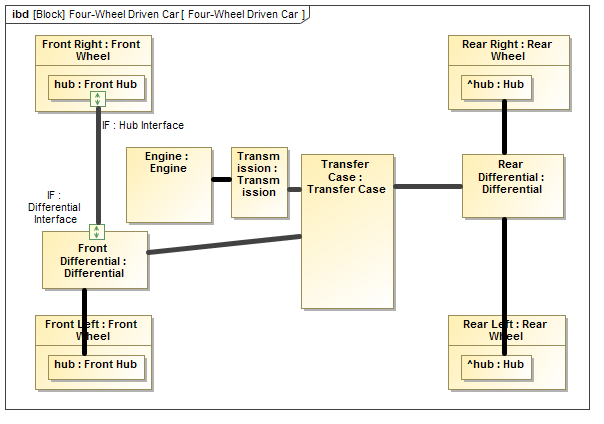 ibd [Block] Four-Wheel Driven Car [ Four-Wheel Driven Car ]
Front Right : Front
Wheel
hub : Front Hub
IF : Hub Interface
Rear Right : Rear
Wheel
^hub : Hub
Engine :
Engine
Transm
ission :
Transm
ission
Transfer
Case :
Transfer Case
Rear
Differential :
Differential
IF :
Differential
Interface
Front
Differential :
Differential
Front Left : Front
Wheel
hub : Front Hub
Rear Left : Rear
Wheel
^hub : Hub